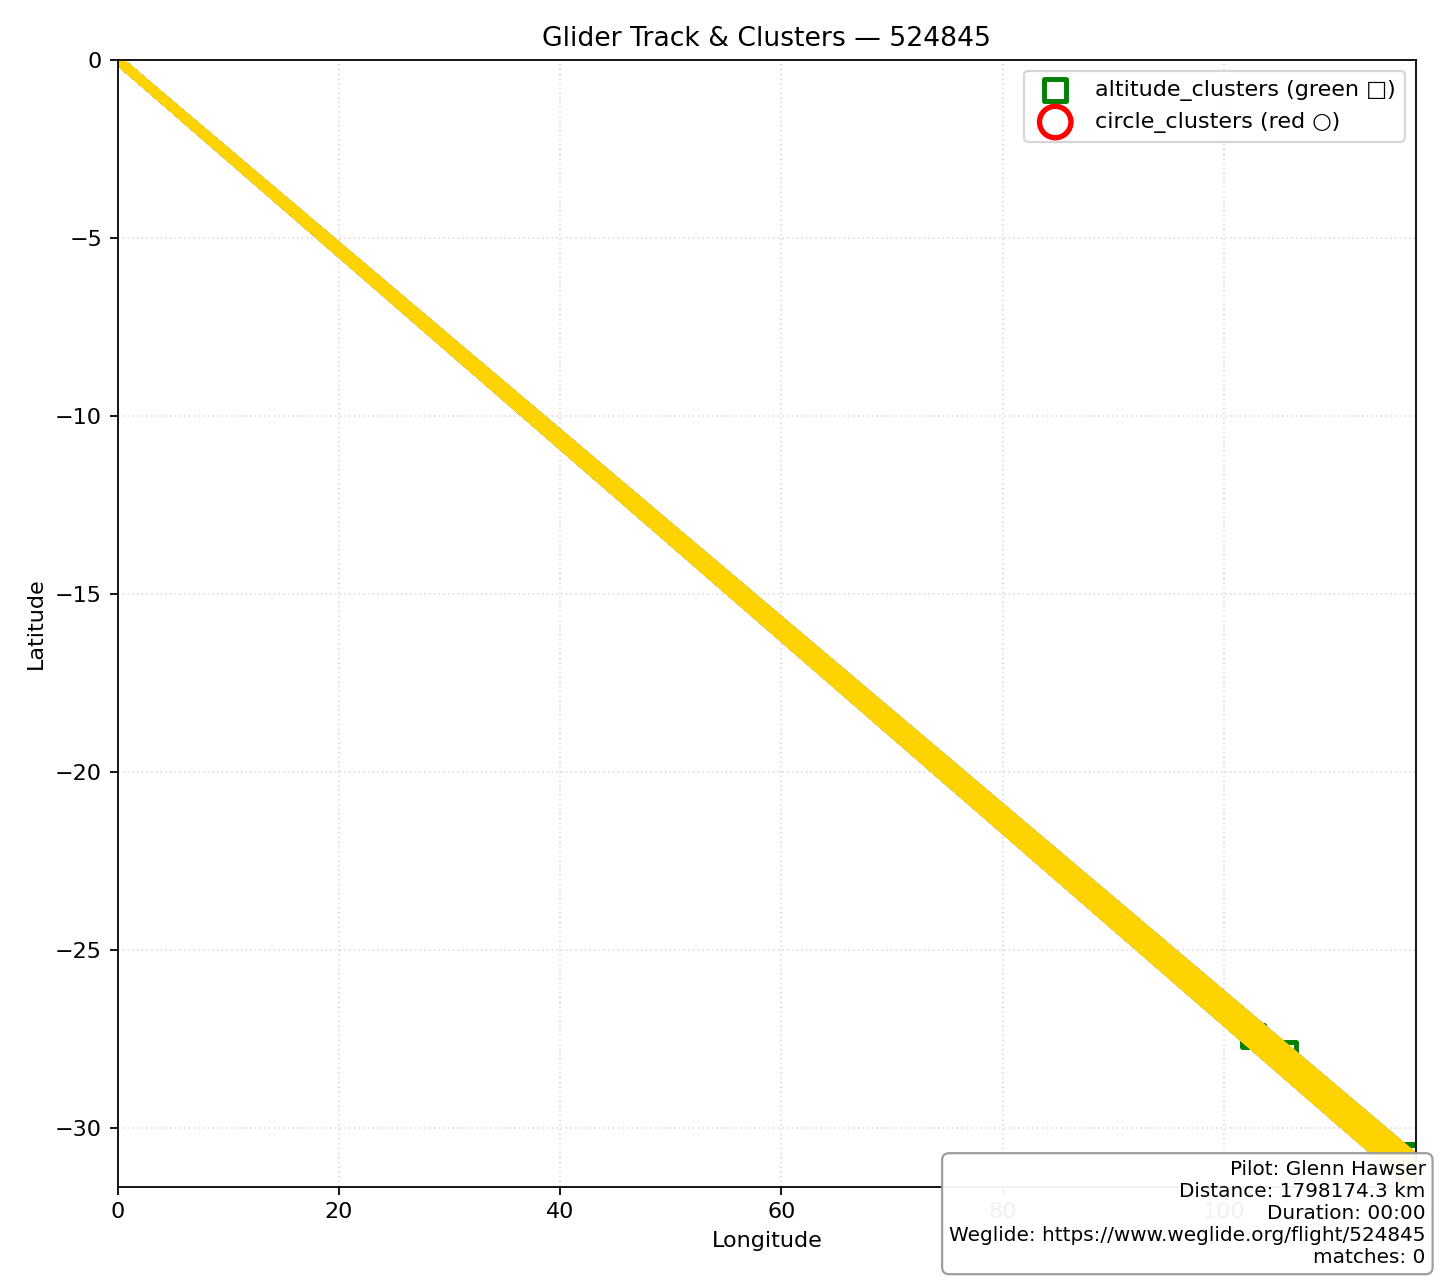 Glider Track & Clusters — 524845
altitude_clusters (green □)
circle_clusters (red ○)
0
−5
−10
−15
−20
−25
−30
Latitude
0
20
40
60
80
100
Longitude
Pilot: Glenn Hawser
Distance: 1798174.3 km
Duration: 00:00
Weglide: https://www.weglide.org/flight/524845
matches: 0